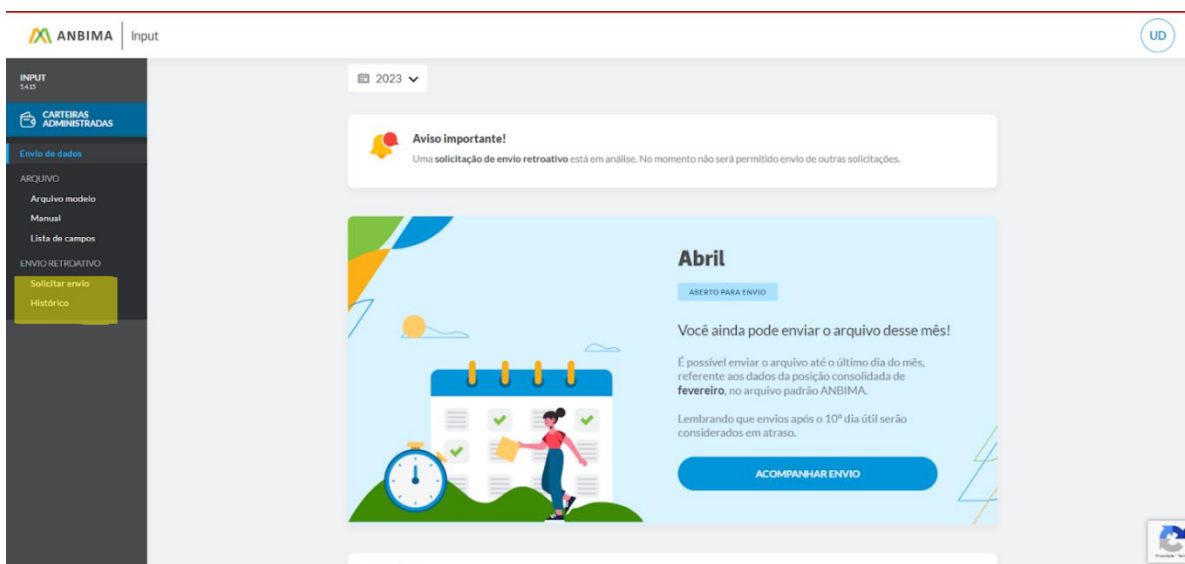 ANBIMA Input
UD
INPUT
CARTEIRAS
ADMINISTRADAS
Envio de dados
ARQUIVO
Arquivo modelo
Manual
Lista de campos
ENVIO RETROATIVO
Solicitar envio
Histórico
2023
Aviso importante!
Uma solicitação de envio retroativo está em análise. No momento não será permitido envio de outras solicitações.
Abril
ABERTO PARA ENVIO
Você ainda pode enviar o arquivo desse mês!
É possível enviar o arquivo até o último dia do mês,
referente aos dados da posição consolidada de
fevereiro, no arquivo padrão ANBIMA.
Lembrando que envios após o 10º dia útil serão
considerados em atraso.
ACOMPANHAR ENVIO